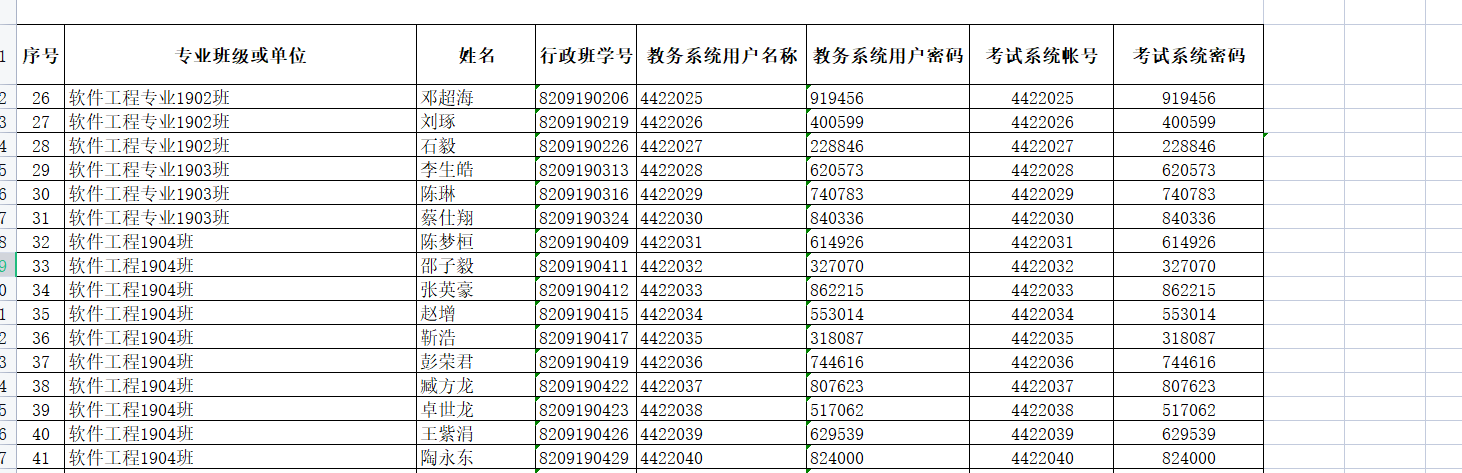 1 序号 专业班级或单位 姓名 行政班学号 教务系统用户名称 教务系统用户密码 考试系统帐号 考试系统密码
2 26 软件工程专业1902班 邓超海 8209190206 4422025 919456 4422025 919456
3 27 软件工程专业1902班 刘琢 8209190219 4422026 400599 4422026 400599
4 28 软件工程专业1902班 石毅 8209190226 4422027 228846 4422027 228846
5 29 软件工程专业1903班 李生皓 8209190313 4422028 620573 4422028 620573
6 30 软件工程专业1903班 陈琳 8209190316 4422029 740783 4422029 740783
7 31 软件工程专业1903班 蔡仕翔 8209190324 4422030 840336 4422030 840336
8 32 软件工程1904班 陈梦桓 8209190409 4422031 614926 4422031 614926
9 33 软件工程1904班 邵子毅 8209190411 4422032 327070 4422032 327070
0 34 软件工程1904班 张英豪 8209190412 4422033 862215 4422033 862215
1 35 软件工程1904班 赵增 8209190415 4422034 553014 4422034 553014
2 36 软件工程1904班 靳浩 8209190417 4422035 318087 4422035 318087
3 37 软件工程1904班 彭荣君 8209190419 4422036 744616 4422036 744616
4 38 软件工程1904班 臧方龙 8209190422 4422037 807623 4422037 807623
5 39 软件工程1904班 卓世龙 8209190423 4422038 517062 4422038 517062
6 40 软件工程1904班 王紫涓 8209190426 4422039 629539 4422039 629539
7 41 软件工程1904班 陶永东 8209190429 4422040 824000 4422040 824000